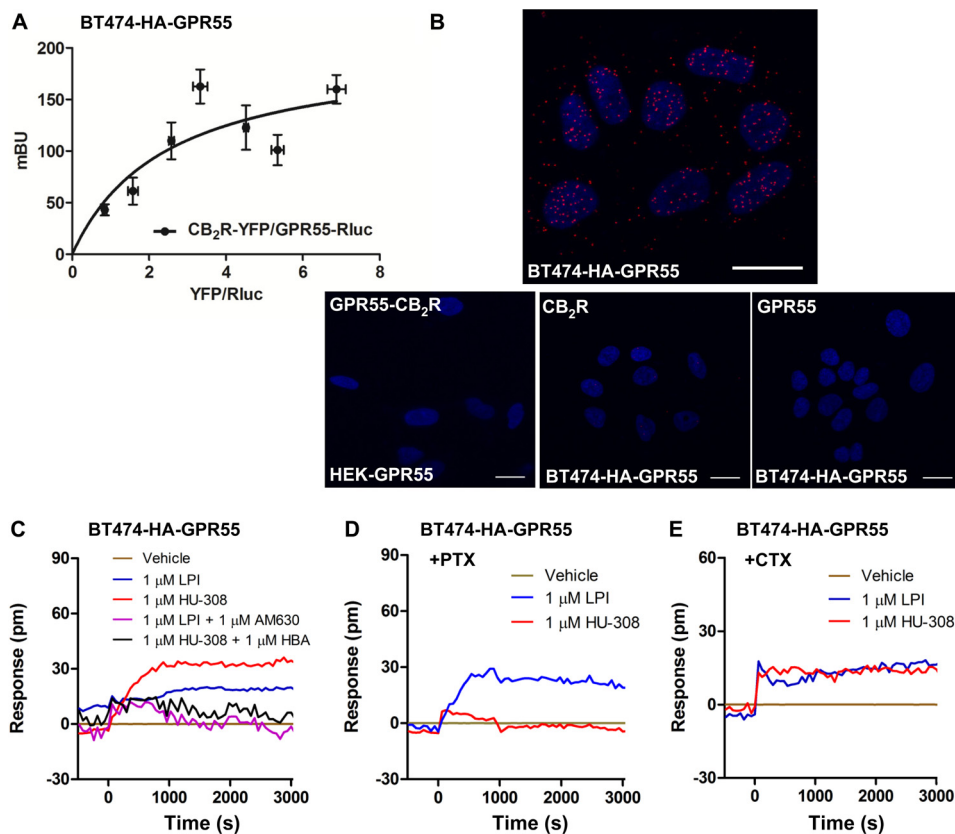 A
BT474-HA-GPR55
200
150
100
50
0
mBU
CB₂R-YFP/GPR55-Rluc
0 2 4 6 8
YFP/Rluc
B
BT474-HA-GPR55
GPR55-CB₂R
HEK-GPR55
CB₂R
BT474-HA-GPR55
GPR55
BT474-HA-GPR55
C
BT474-HA-GPR55
Vehicle
1 μM LPI
1 μM HU-308
1 μM LPI + 1 μM AM630
1 μM HU-308 + 1 μM HBA
90
60
30
0
-30
Response (pm)
0 1000 2000 3000
Time (s)
D
BT474-HA-GPR55
+PTX
Vehicle
1 μM LPI
1 μM HU-308
90
60
30
0
-30
Response (pm)
0 1000 2000 3000
Time (s)
E
BT474-HA-GPR55
+CTX
Vehicle
1 μM LPI
1 μM HU-308
60
30
0
-30
Response (pm)
0 1000 2000 3000
Time (s)